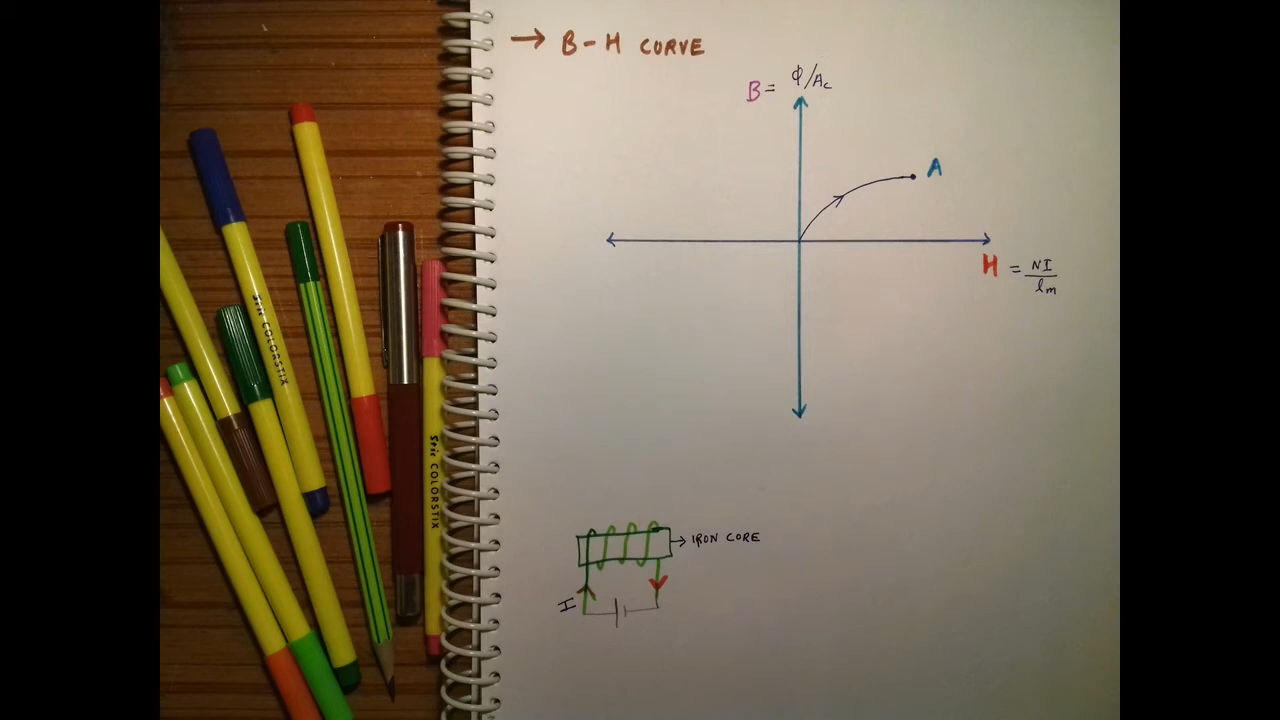 → B-H CURVE
B = Φ/Ac
A
H = NI/lm
→ IRON CORE
I
Stic COLORSTIX
Stic COLORSTIX